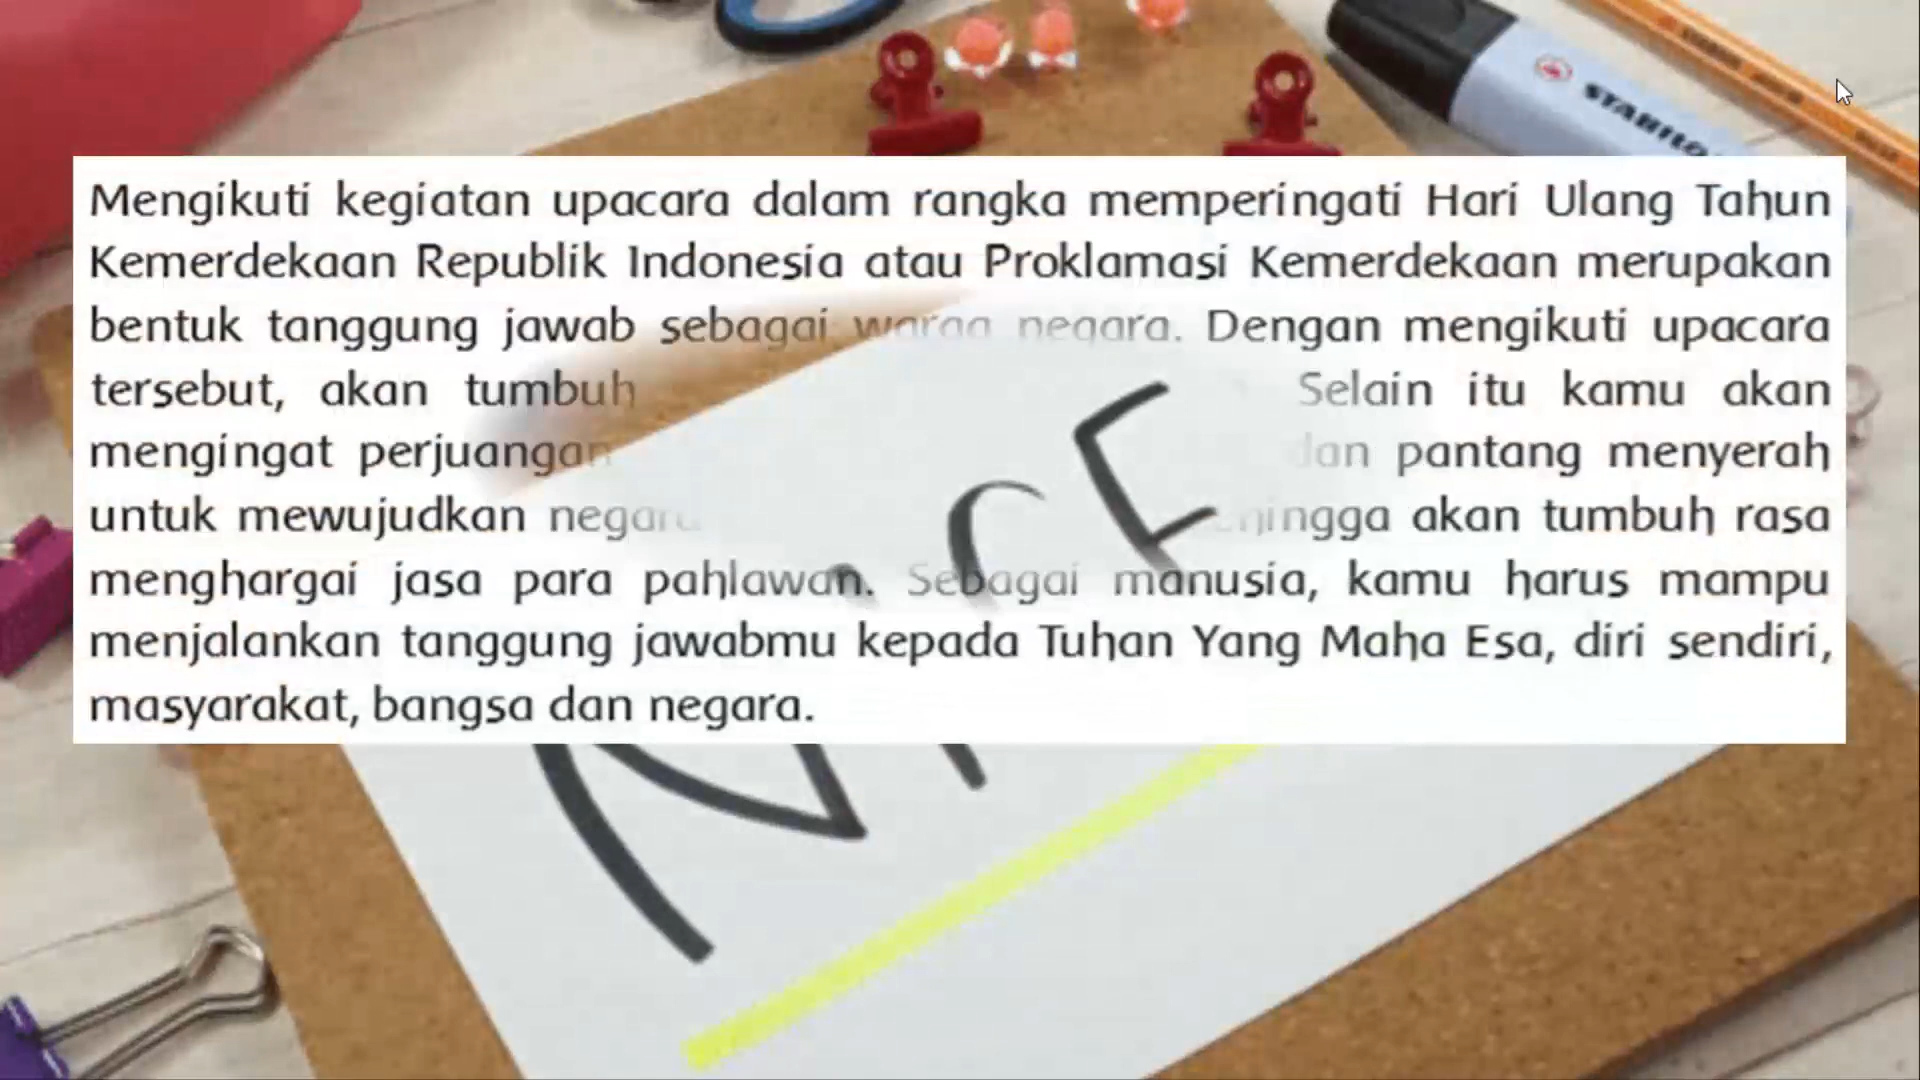 STABILO
Mengikuti kegiatan upacara dalam rangka memperingati Hari Ulang Tahun
Kemerdekaan Republik Indonesia atau Proklamasi Kemerdekaan merupakan
bentuk tanggung jawab sebagai warga negara. Dengan mengikuti upacara
tersebut, akan tumbuh Selain itu kamu akan
mengingat perjuangan dan pantang menyerah
untuk mewujudkan akan tumbuh rasa
menghargai jasa para pahlawan. Sebagai manusia, kamu harus mampu
menjalankan tanggung jawabmu kepada Tuhan Yang Maha Esa, diri sendiri,
masyarakat, bangsa dan negara.
NICE